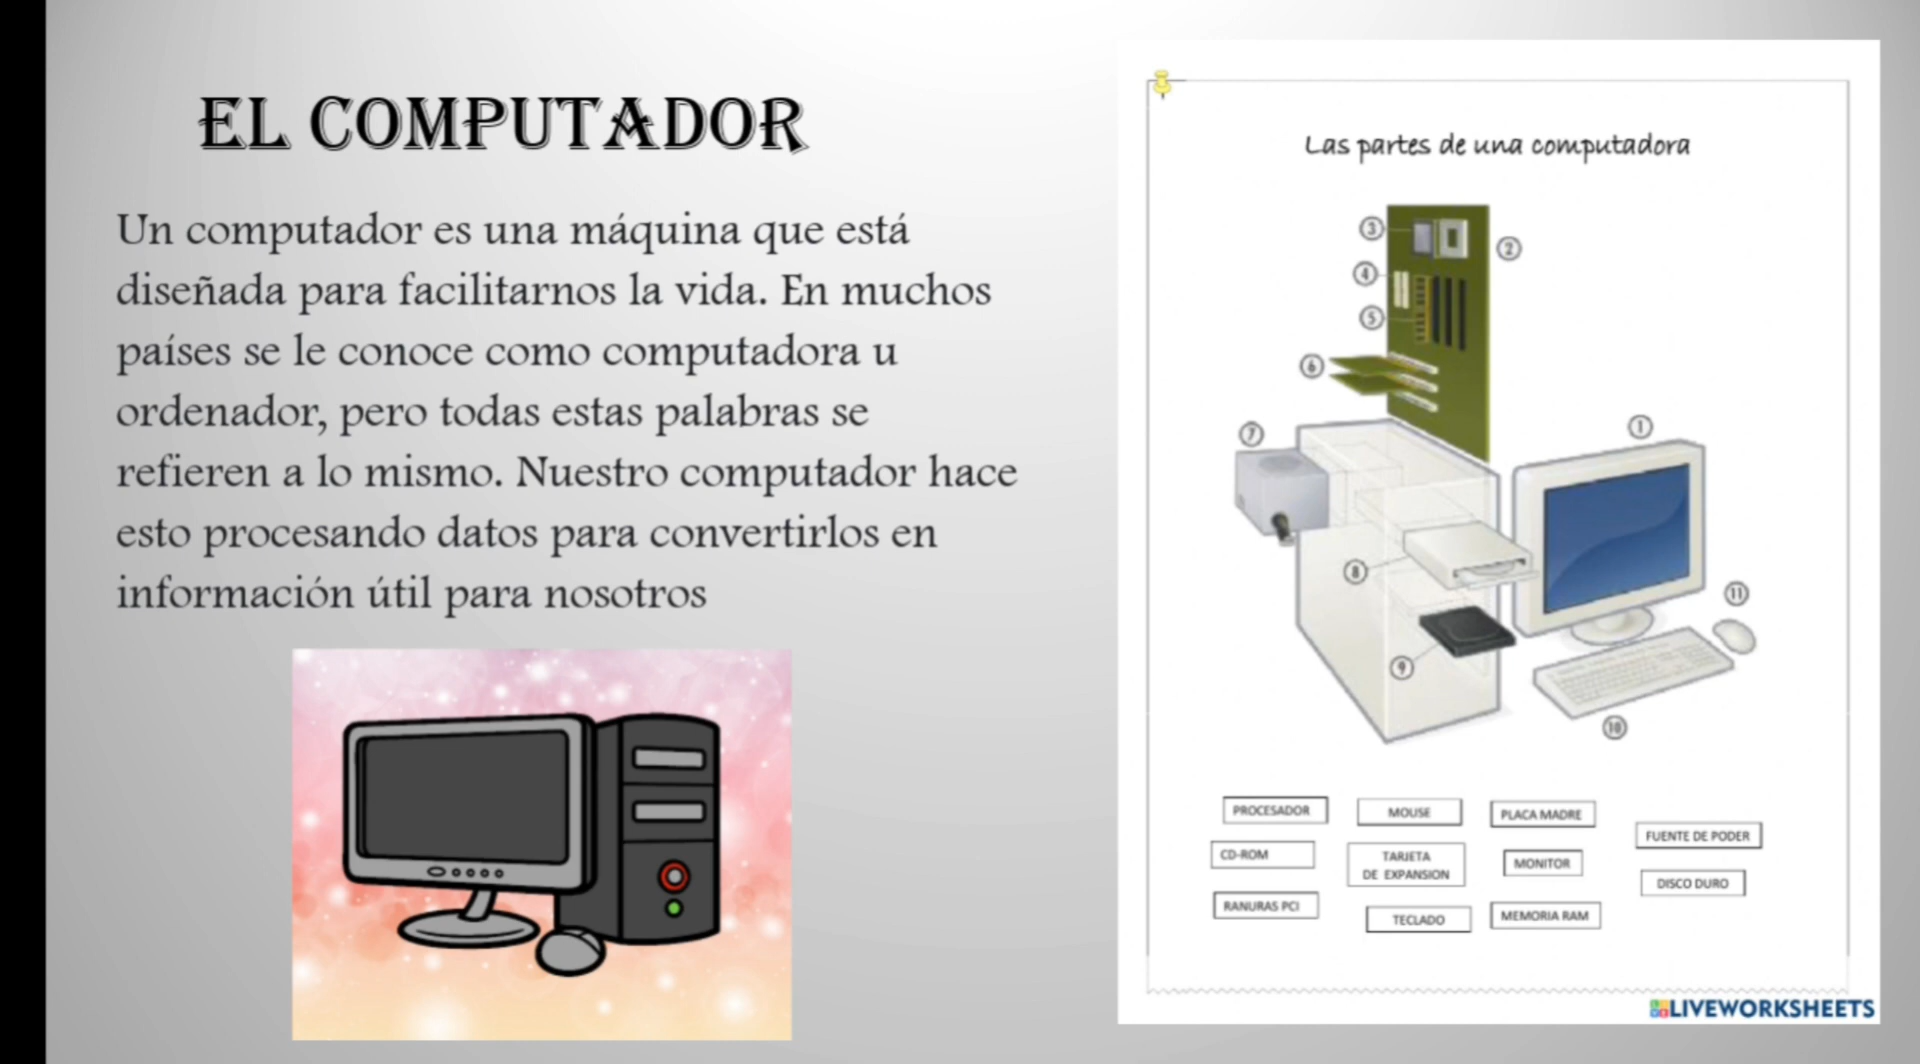 EL COMPUTADOR
Un computador es una máquina que está
diseñada para facilitarnos la vida. En muchos
países se le conoce como computadora u
ordenador, pero todas estas palabras se
refieren a lo mismo. Nuestro computador hace
esto procesando datos para convertirlos en
información útil para nosotros
Las partes de una computadora
3
2
4
5
6
7
1
8
11
9
10
PROCESADOR
MOUSE
PLACA MADRE
FUENTE DE PODER
CD-ROM
TARJETA
DE EXPANSION
MONITOR
DISCO DURO
RANURAS PCI
TECLADO
MEMORIA RAM
LIVEWORKSHEETS